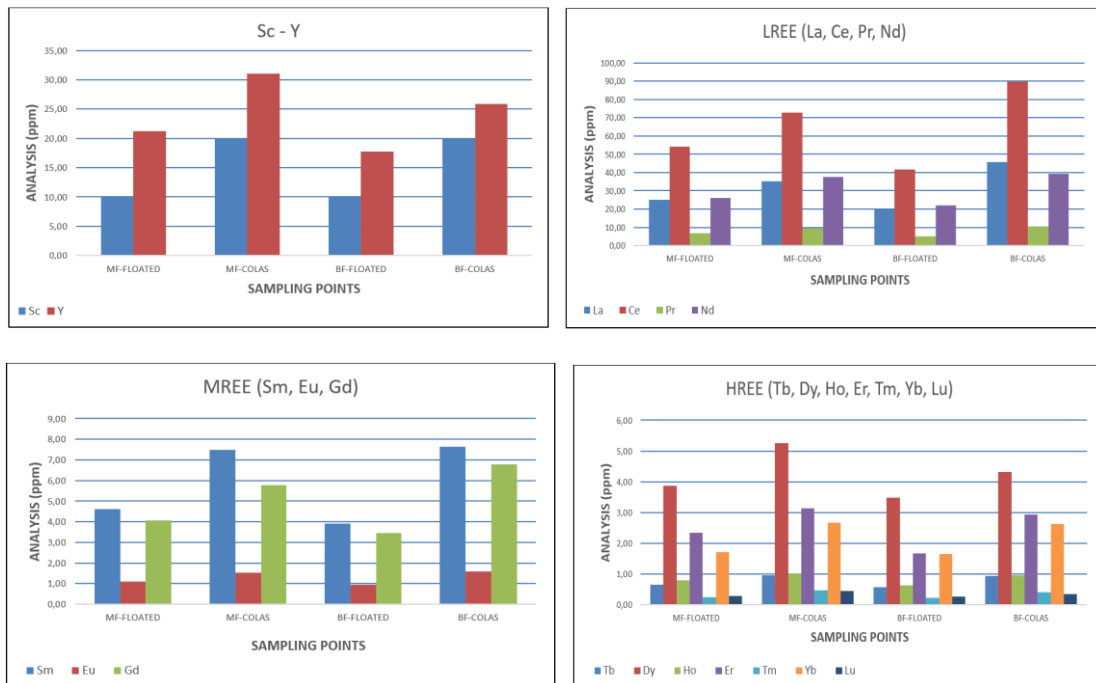 Sc - Y
35,00
30,00
25,00
20,00
15,00
10,00
5,00
0,00
ANALYSIS (ppm)
MF-FLOATED MF-COLAS BF-FLOATED BF-COLAS
SAMPLING POINTS
Sc Y
LREE (La, Ce, Pr, Nd)
100,00
90,00
80,00
70,00
60,00
50,00
40,00
30,00
20,00
10,00
0,00
ANALYSIS (ppm)
MF-FLOATED MF-COLAS BF-FLOATED BF-COLAS
SAMPLING POINTS
La Ce Pr Nd
MREE (Sm, Eu, Gd)
9,00
8,00
7,00
6,00
5,00
4,00
3,00
2,00
1,00
0,00
ANALYSIS (ppm)
MF-FLOATED MF-COLAS BF-FLOATED BF-COLAS
SAMPLING POINTS
Sm Eu Gd
HREE (Tb, Dy, Ho, Er, Tm, Yb, Lu)
6,00
5,00
4,00
3,00
2,00
1,00
0,00
ANALYSIS (ppm)
MF-FLOATED MF-COLAS BF-FLOATED BF-COLAS
SAMPLING POINTS
Tb Dy Ho Er Tm Yb Lu